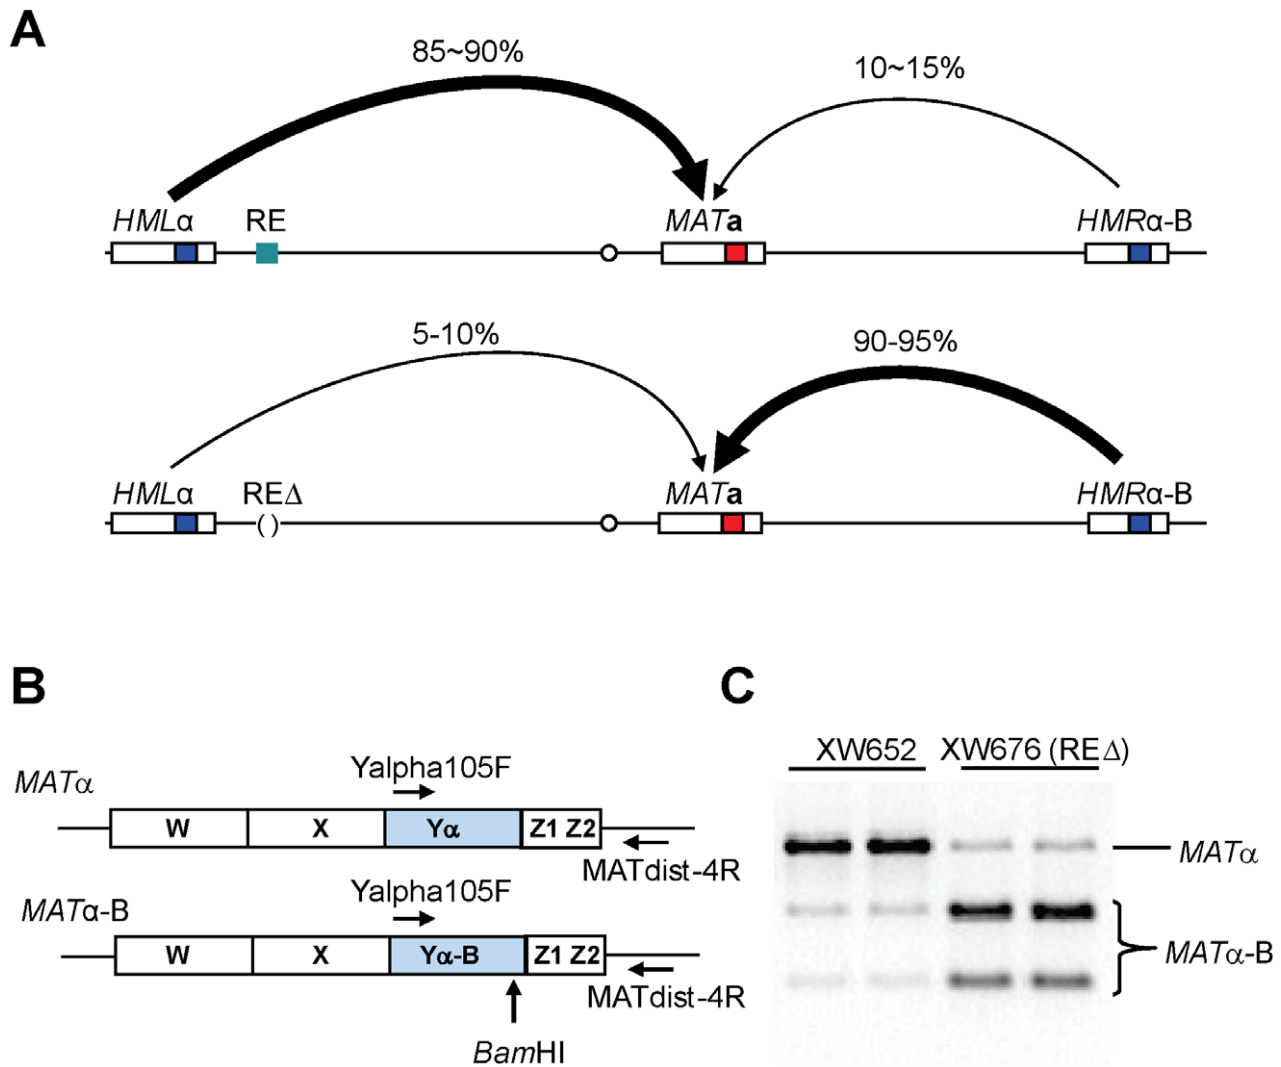 A
85~90%
10~15%
HMLα
RE
MATa
HMRα-B
5-10%
90-95%
HMLα
REΔ
MATa
HMRα-B
( )
B
Yalpha105F
MATα
W X Yα Z1 Z2
MATdist-4R
Yalpha105F
MATα-B
W X Yα-B Z1 Z2
MATdist-4R
BamHI
C
XW652 XW676 (REΔ)
MATα
MATα-B